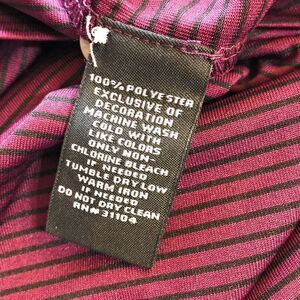 100% POLYESTER
EXCLUSIVE OF
DECORATION
MACHINE WASH
COLD WITH
LIKE COLORS
ONLY NON-
CHLORINE BLEACH
IF NEEDED
TUMBLE DRY LOW
WARM IRON
IF NEEDED
DO NOT DRY CLEAN
RN# 31104